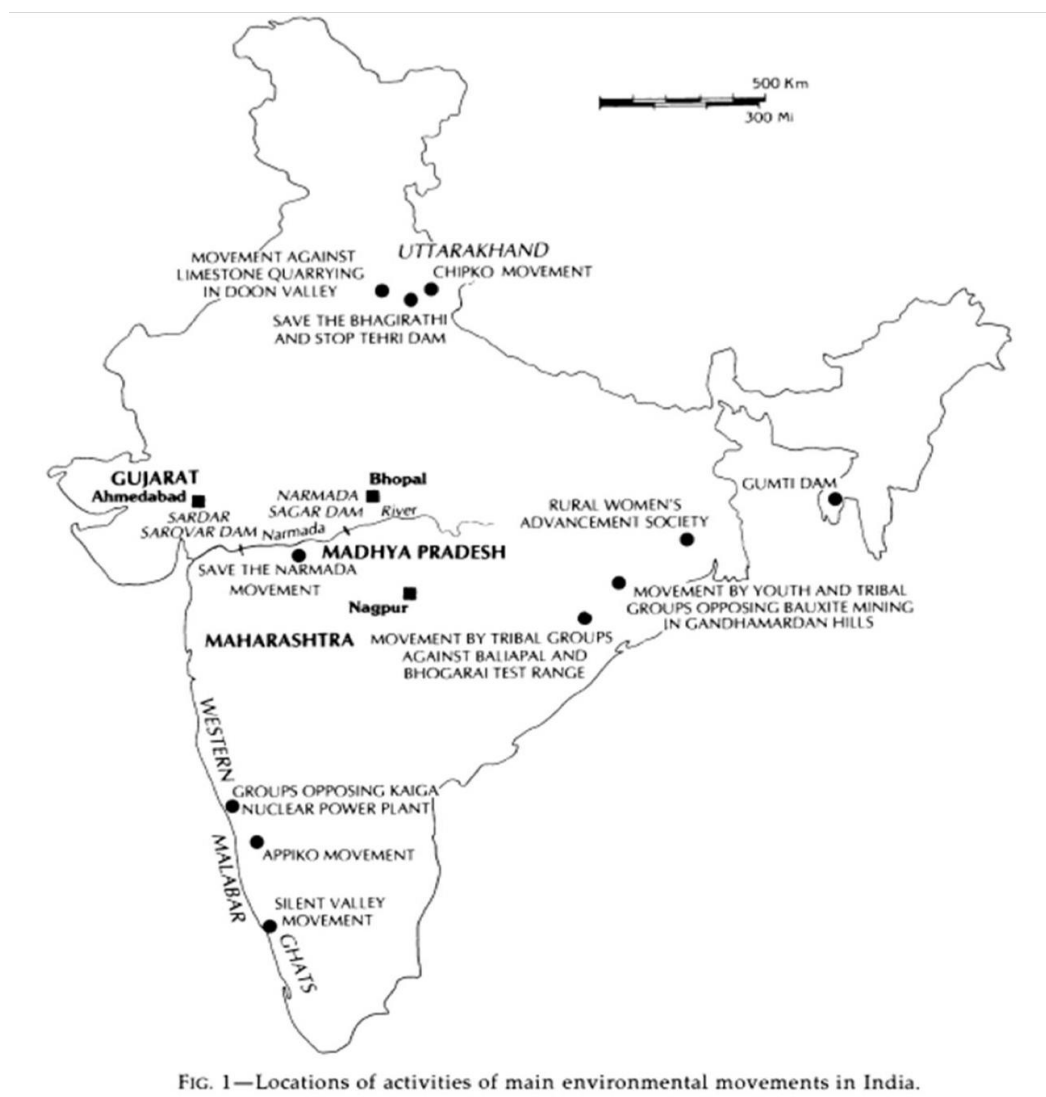 500 Km
300 Mi
UTTARAKHAND
MOVEMENT AGAINST
LIMESTONE QUARRYING
IN DOON VALLEY
CHIPKO MOVEMENT
SAVE THE BHAGIRATHI
AND STOP TEHRI DAM
GUJARAT
Ahmedabad
SARDAR
SAROVAR DAM
Bhopal
NARMADA
SAGAR DAM
Narmada
River
MADHYA PRADESH
SAVE THE NARMADA
MOVEMENT
Nagpur
MAHARASHTRA
GUMTI DAM
RURAL WOMEN'S
ADVANCEMENT SOCIETY
MOVEMENT BY YOUTH AND TRIBAL
GROUPS OPPOSING BAUXITE MINING
IN GANDHAMARDAN HILLS
MOVEMENT BY TRIBAL GROUPS
AGAINST BALIAPAL AND
BHOGARAI TEST RANGE
WESTERN
GROUPS OPPOSING KAIGA
NUCLEAR POWER PLANT
MALABAR
APPIKO MOVEMENT
SILENT VALLEY
MOVEMENT
GHATS
FIG. 1—Locations of activities of main environmental movements in India.